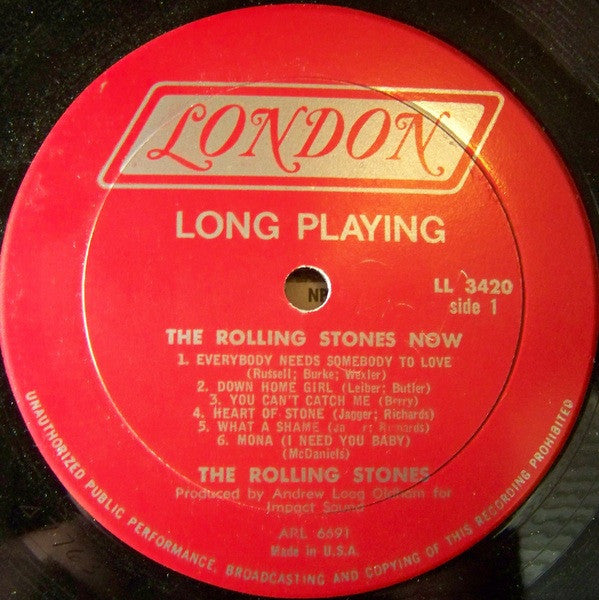 LONDON
LONG PLAYING
NP
LL 3420
side 1
THE ROLLING STONES NOW
1. EVERYBODY NEEDS SOMEBODY TO LOVE
(Russell; Burke; Wexler)
2. DOWN HOME GIRL (Leiber; Butler)
3. YOU CAN'T CATCH ME (Berry)
4. HEART OF STONE (Jagger; Richards)
5. WHAT A SHAME (Ja r; Richards)
6. MONA (I NEED YOU BABY)
(McDaniels)
THE ROLLING STONES
Produced by Andrew Loog Oldham for
Impact Sound
ARL 6691
Made in U.S.A.
UNAUTHORIZED PUBLIC PERFORMANCE, BROADCASTING AND COPYING OF THIS RECORDING PROHIBITED